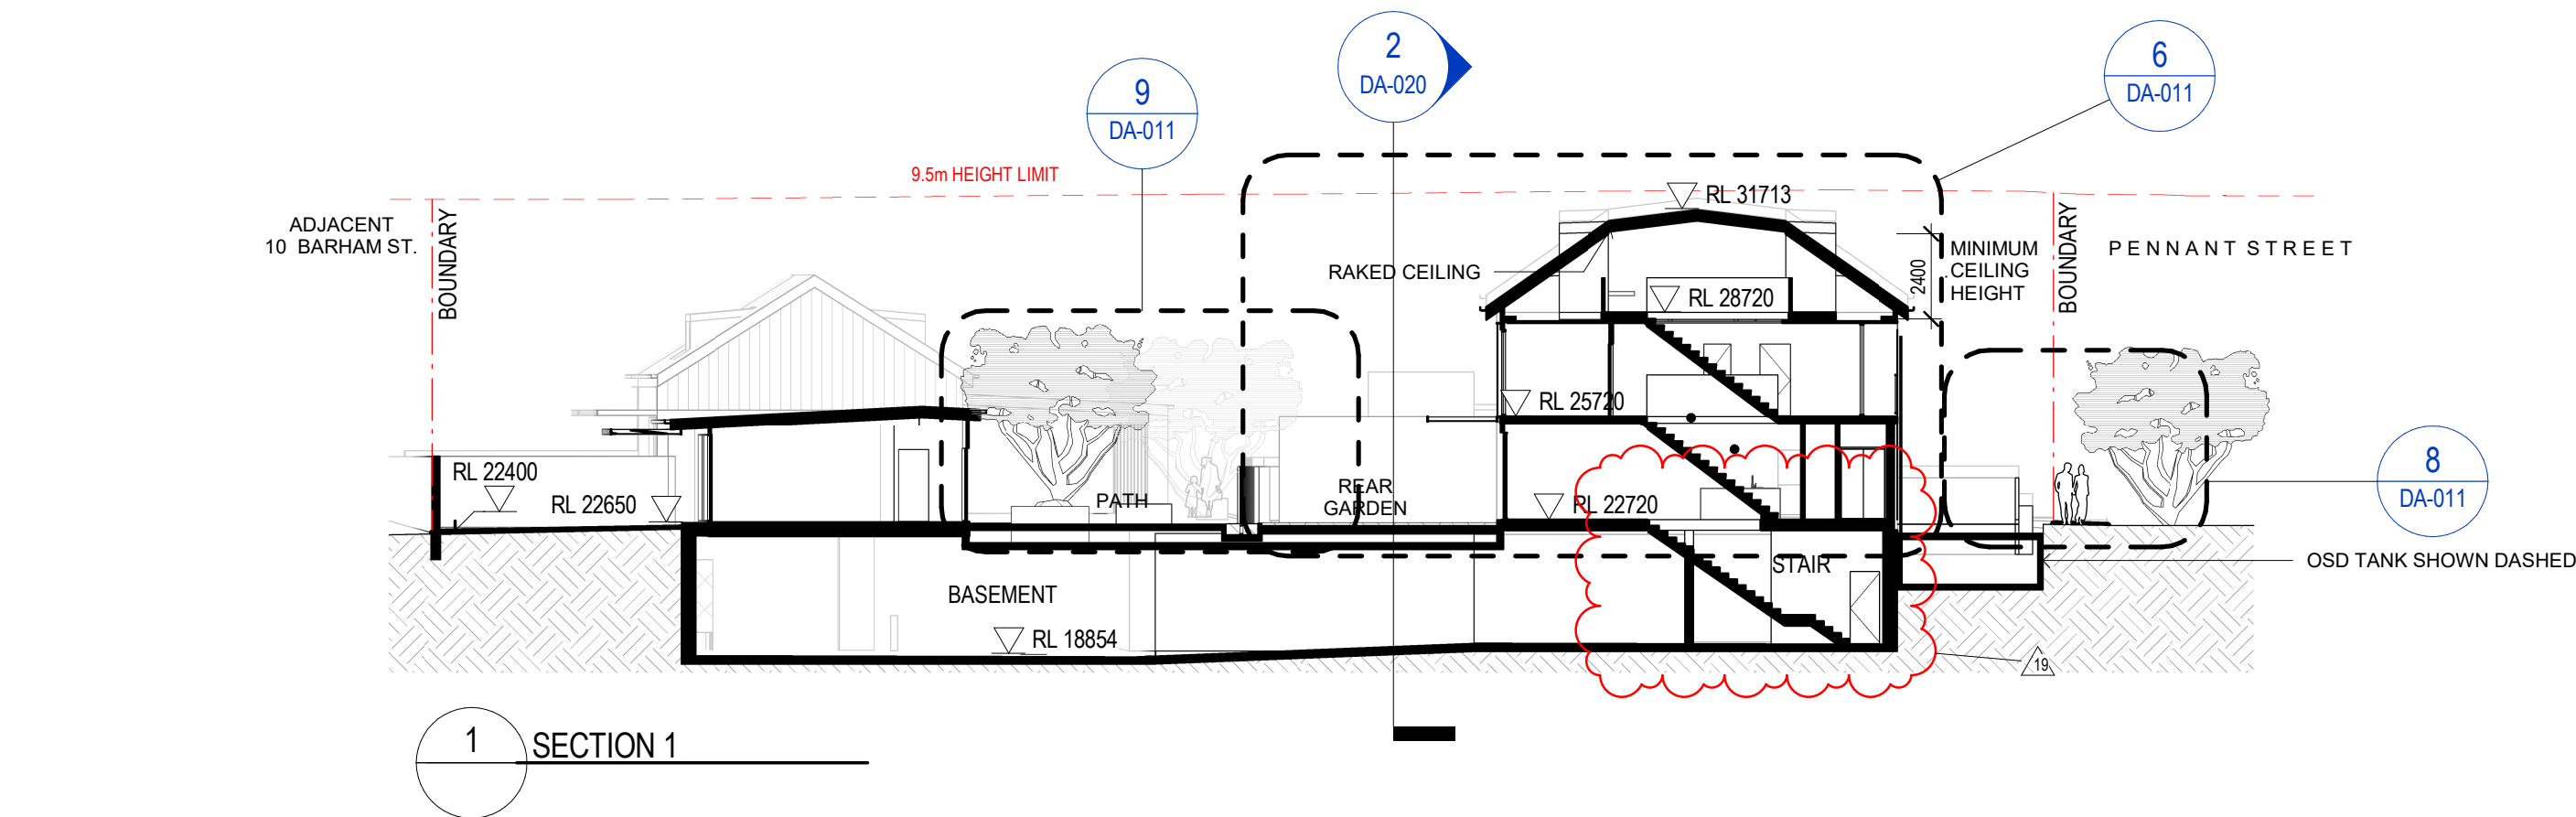 2
DA-020
6
DA-011
9
DA-011
9.5m HEIGHT LIMIT
RL 31713
ADJACENT
10 BARHAM ST.
BOUNDARY
RAKED CEILING
RL 28720
2400
MINIMUM
CEILING
HEIGHT
BOUNDARY
PENNANT STREET
RL 25720
RL 22400
RL 22650
PATH
REAR
GARDEN
RL 22720
8
DA-011
STAIR
OSD TANK SHOWN DASHED
BASEMENT
RL 18854
19
1
SECTION 1